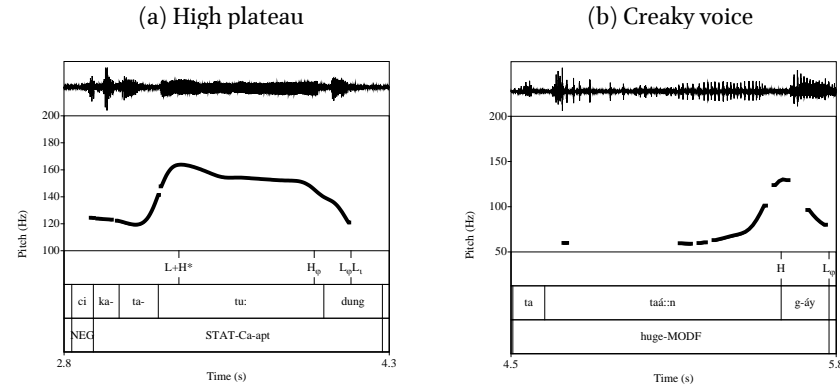 (a) High plateau
200
180
160
140
120
100
Pitch (Hz)
L+H* Hφ LφLι
ci ka- ta- tu: dung
NEG STAT-Ca-apt
2.8 4.3
Time (s)
(b) Creaky voice
200
150
100
50
Pitch (Hz)
H Lφ
ta taá::n g-áy
huge-MODF
4.5 5.8
Time (s)